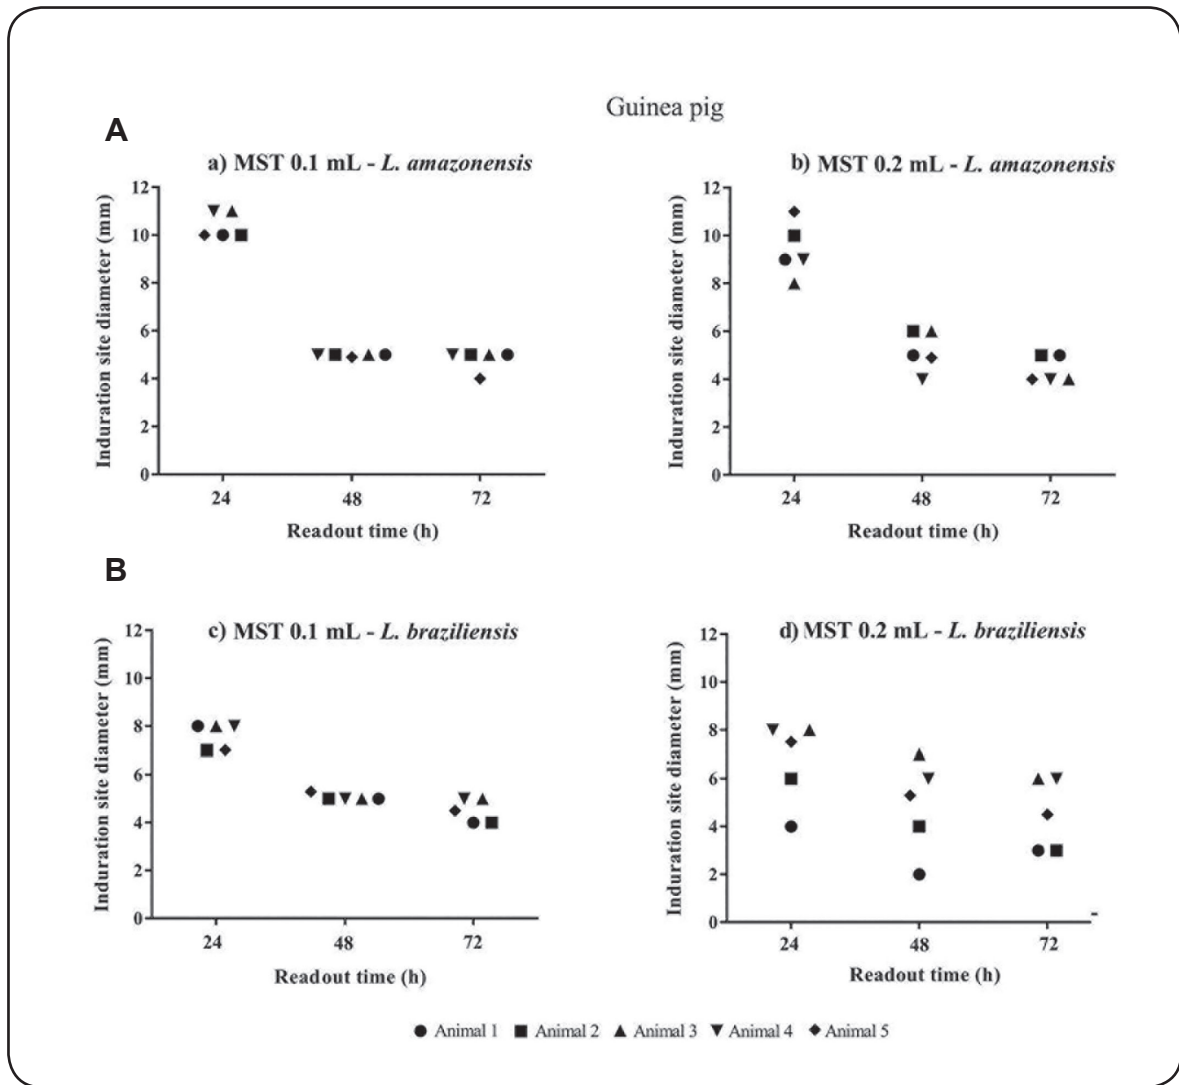 Guinea pig
A
a) MST 0.1 mL - L. amazonensis
Induration site diameter (mm)
12
10
8
6
4
2
0
24 48 72
Readout time (h)
b) MST 0.2 mL - L. amazonensis
Induration site diameter (mm)
12
10
8
6
4
2
0
24 48 72
Readout time (h)
B
c) MST 0.1 mL - L. braziliensis
Induration site diameter (mm)
12
10
8
6
4
2
0
24 48 72
Readout time (h)
d) MST 0.2 mL - L. braziliensis
Induration site diameter (mm)
12
10
8
6
4
2
0
24 48 72
Readout time (h)
Animal 1 Animal 2 Animal 3 Animal 4 Animal 5